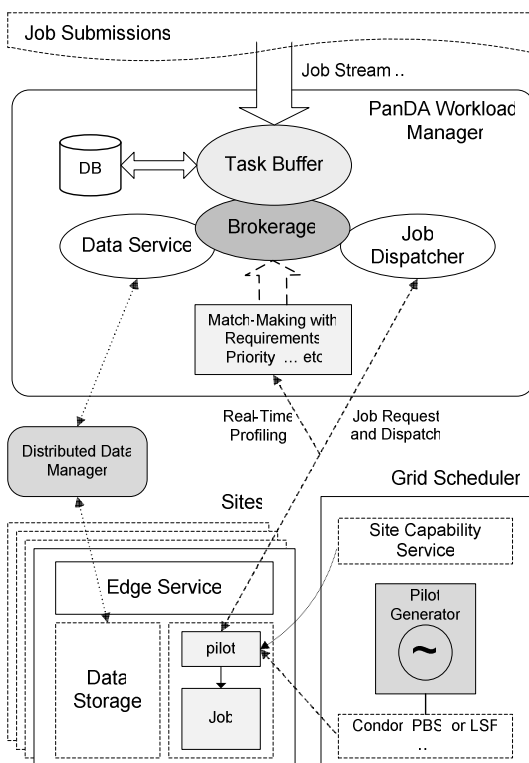 Job Submissions
Job Stream ..
PanDA Workload
Manager
Task Buffer
DB
Brokerage
Data Service
Job
Dispatcher
Match-Making with
Requirements
Priority ... etc
Real-Time
Profiling
Job Request
and Dispatch
Distributed Data
Manager
Sites
Grid Scheduler
Site Capability
Service
Edge Service
Pilot
Generator
~
pilot
Data
Storage
Job
Condor PBS or LSF
..